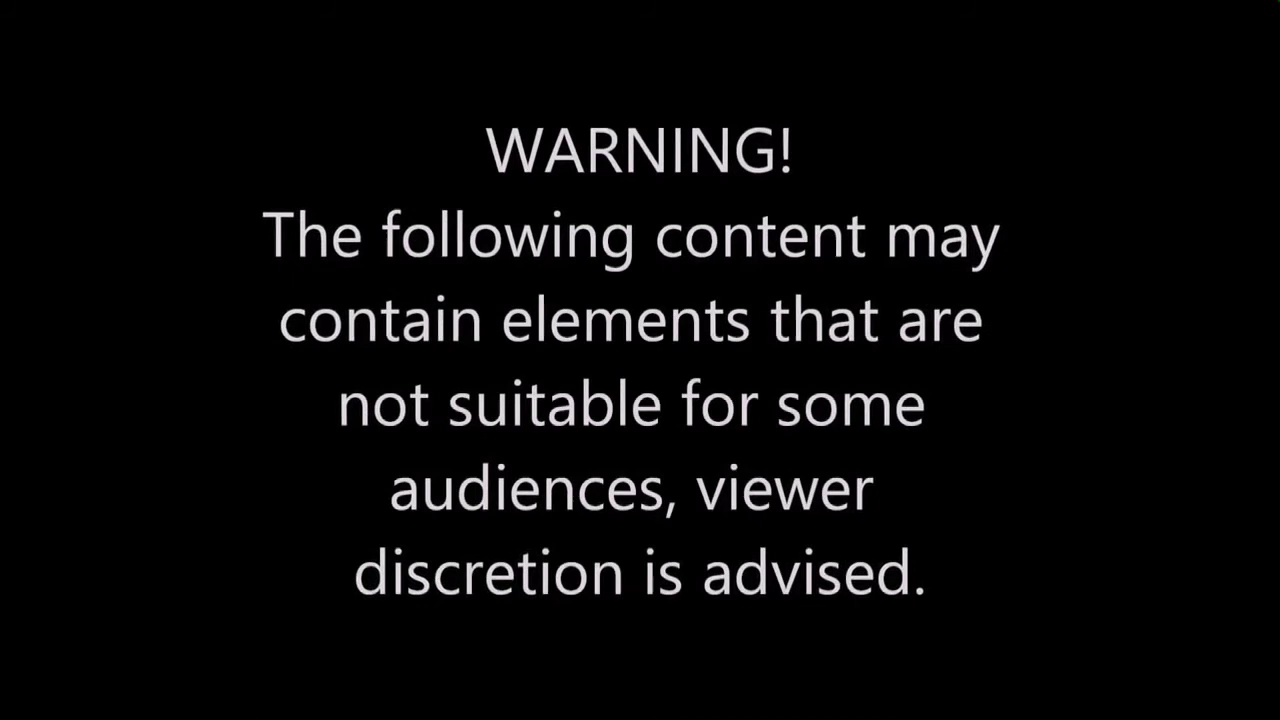 WARNING!
The following content may
contain elements that are
not suitable for some
audiences, viewer
discretion is advised.